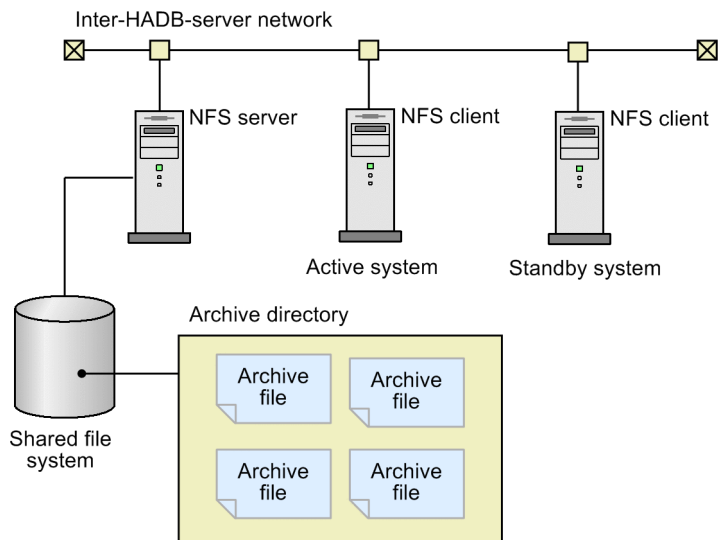 Inter-HADB-server network
NFS server
NFS client
NFS client
Active system
Standby system
Archive directory
Archive
file
Archive
file
Shared file
system
Archive
file
Archive
file